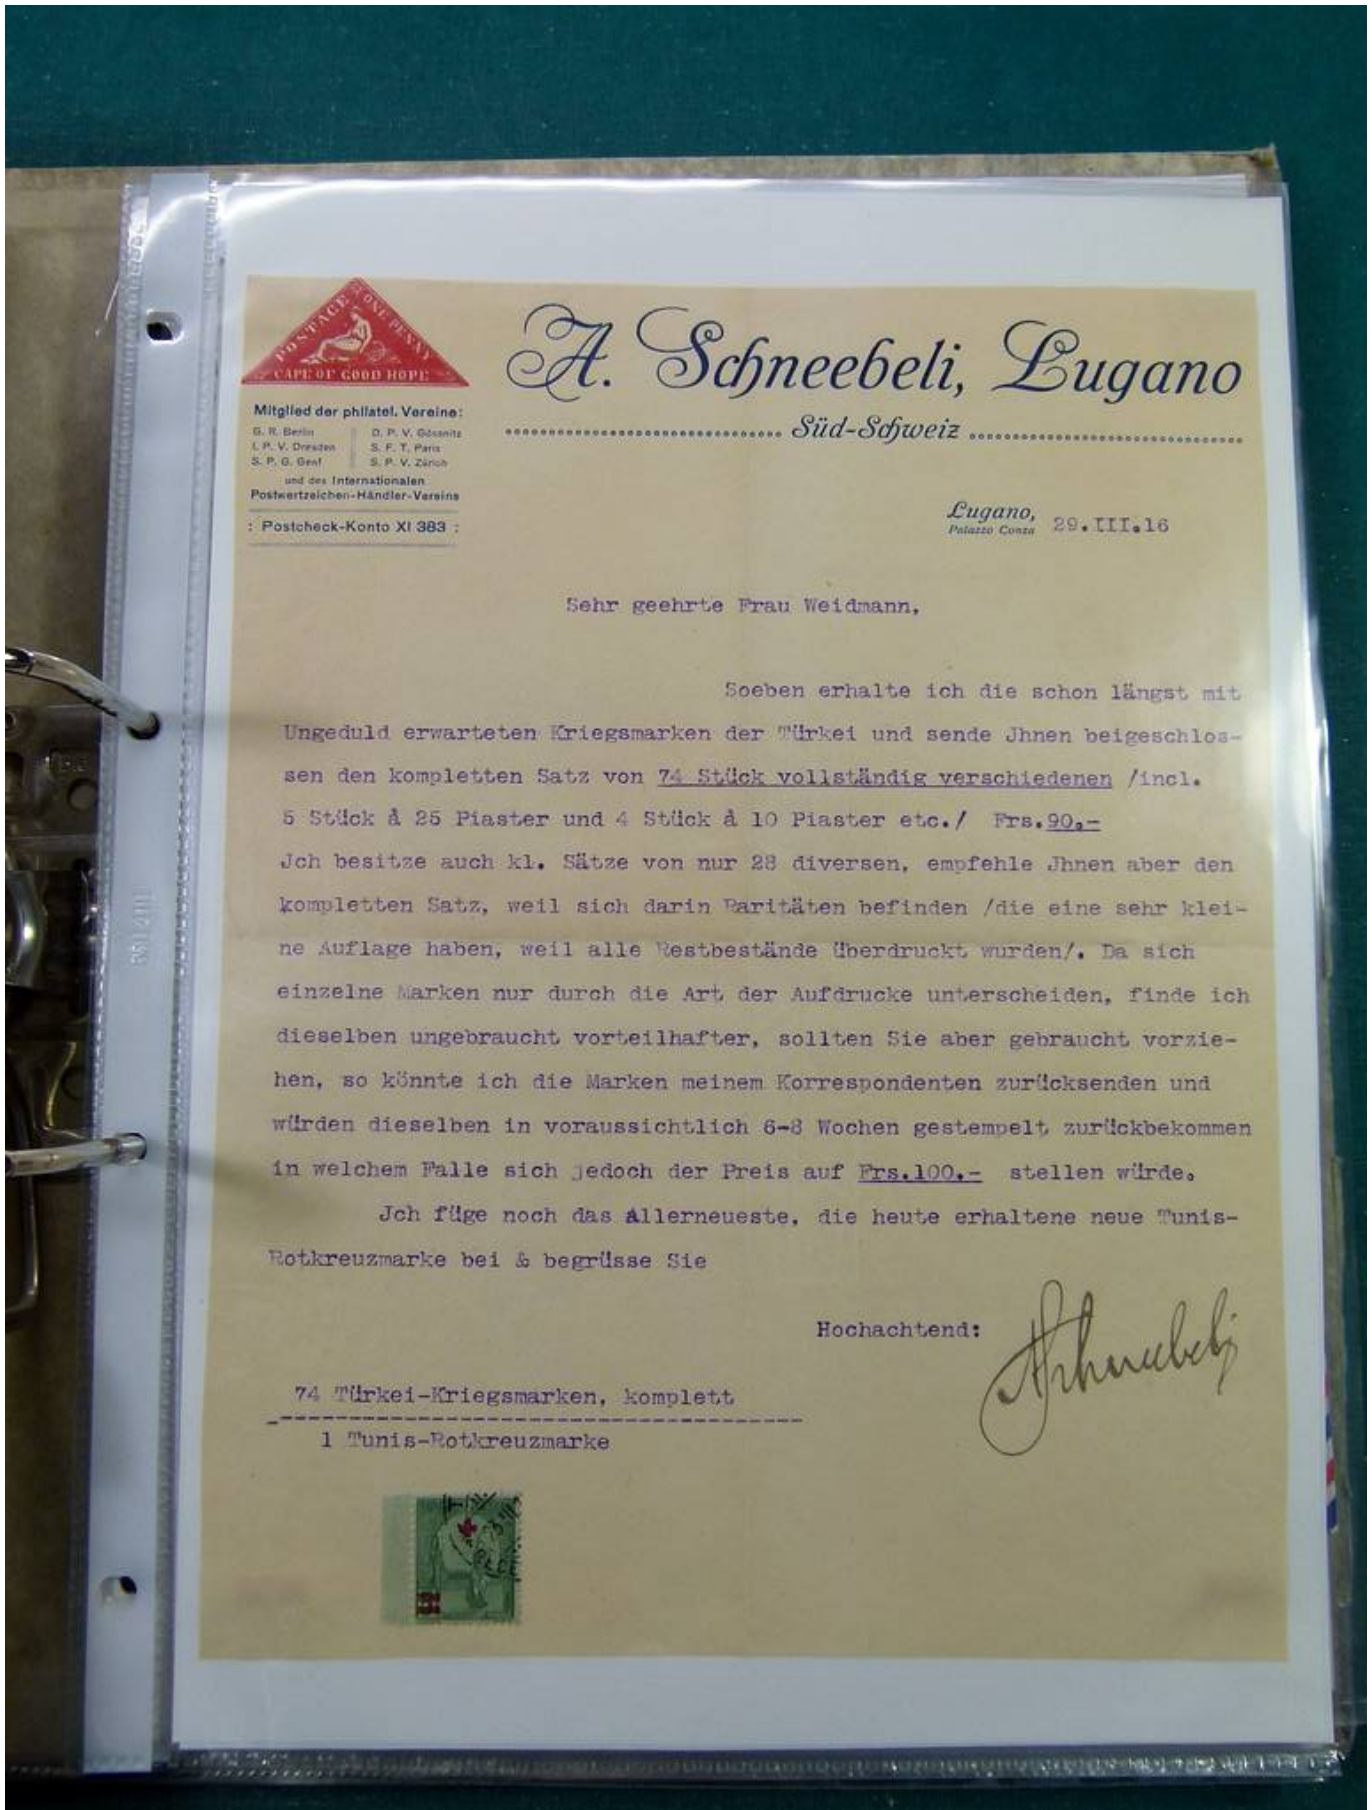 POSTAGE ONE PENNY
CAPE OF GOOD HOPE
A. Schneebeli, Lugano
Süd-Schweiz
Mitglied der philatel. Vereine:
G. R. Berlin D. P. V. Gössnitz
I. P. V. Dresden S. F. T. Paris
S. P. G. Genf S. P. V. Zürich
und des Internationalen
Postwertzeichen-Händler-Vereins
: Postcheck-Konto XI 383 :
Lugano,
Palazzo Conza 29.III.16
Sehr geehrte Frau Weidmann,
Soeben erhalte ich die schon längst mit
Ungeduld erwarteten Kriegsmarken der Türkei und sende Jhnen beigeschlos-
sen den kompletten Satz von 74 Stück vollständig verschiedenen /incl.
5 Stück à 25 Piaster und 4 Stück à 10 Piaster etc./ Frs.90.-
Jch besitze auch kl. Sätze von nur 28 diversen, empfehle Jhnen aber den
kompletten Satz, weil sich darin Raritäten befinden /die eine sehr klei-
ne Auflage haben, weil alle Restbestände überdruckt wurden/. Da sich
einzelne Marken nur durch die Art der Aufdrucke unterscheiden, finde ich
dieselben ungebraucht vorteilhafter, sollten Sie aber gebraucht vorzie-
hen, so könnte ich die Marken meinem Korrespondenten zurücksenden und
würden dieselben in voraussichtlich 6-8 Wochen gestempelt zurückbekommen
in welchem Falle sich jedoch der Preis auf Frs.100.- stellen würde.
Jch füge noch das Allerneueste, die heute erhaltene neue Tunis-
Rotkreuzmarke bei & begrüsse Sie
Hochachtend:
A Schneebeli
74 Türkei-Kriegsmarken, komplett
1 Tunis-Rotkreuzmarke